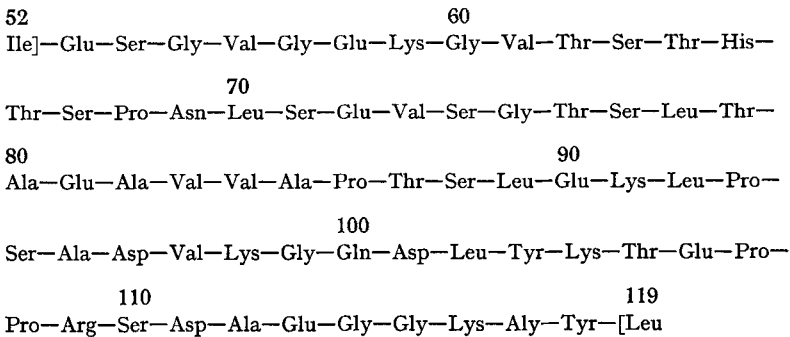 52 60
Ile]—Glu—Ser—Gly—Val—Gly—Glu—Lys—Gly—Val—Thr—Ser—Thr—His—
70
Thr—Ser—Pro—Asn—Leu—Ser—Glu—Val—Ser—Gly—Thr—Ser—Leu—Thr—
80 90
Ala—Glu—Ala—Val—Val—Ala—Pro—Thr—Ser—Leu—Glu—Lys—Leu—Pro—
100
Ser—Ala—Asp—Val—Lys—Gly—Gln—Asp—Leu—Tyr—Lys—Thr—Glu—Pro—
110 119
Pro—Arg—Ser—Asp—Ala—Glu—Gly—Gly—Lys—Aly—Tyr—[Leu